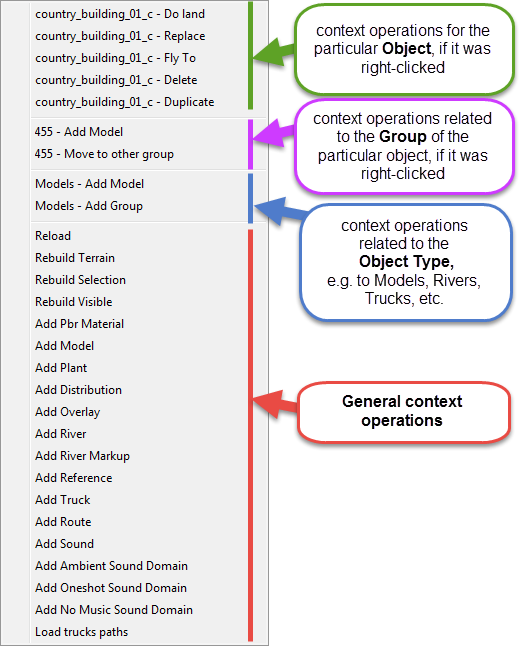 country_building_01_c - Do land
country_building_01_c - Replace
country_building_01_c - Fly To
country_building_01_c - Delete
country_building_01_c - Duplicate
context operations for the
particular Object, if it was
right-clicked
455 - Add Model
455 - Move to other group
context operations related
to the Group of the
particular object, if it was
right-clicked
Models - Add Model
Models - Add Group
context operations
related to the
Object Type,
e.g. to Models, Rivers,
Trucks, etc.
Reload
Rebuild Terrain
Rebuild Selection
Rebuild Visible
Add Pbr Material
Add Model
Add Plant
Add Distribution
Add Overlay
Add River
Add River Markup
Add Reference
Add Truck
Add Route
Add Sound
Add Ambient Sound Domain
Add Oneshot Sound Domain
Add No Music Sound Domain
Load trucks paths
General context
operations